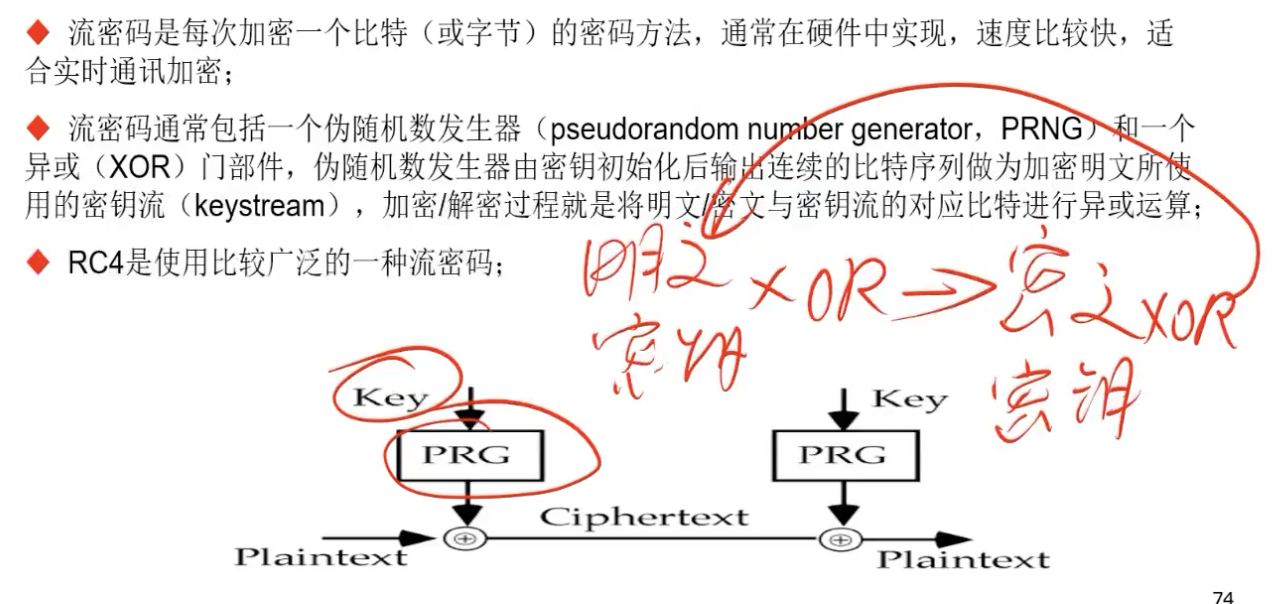 ◆ 流密码是每次加密一个比特（或字节）的密码方法，通常在硬件中实现，速度比较快，适
合实时通讯加密；
◆ 流密码通常包括一个伪随机数发生器（pseudorandom number generator，PRNG）和一个
异或（XOR）门部件，伪随机数发生器由密钥初始化后输出连续的比特序列做为加密明文所使
用的密钥流（keystream），加密/解密过程就是将明文/密文与密钥流的对应比特进行异或运算；
◆ RC4是使用比较广泛的一种流密码；
明文 XOR → 密文 XOR
密钥 密钥
Key Key
PRG PRG
Ciphertext
Plaintext Plaintext
74